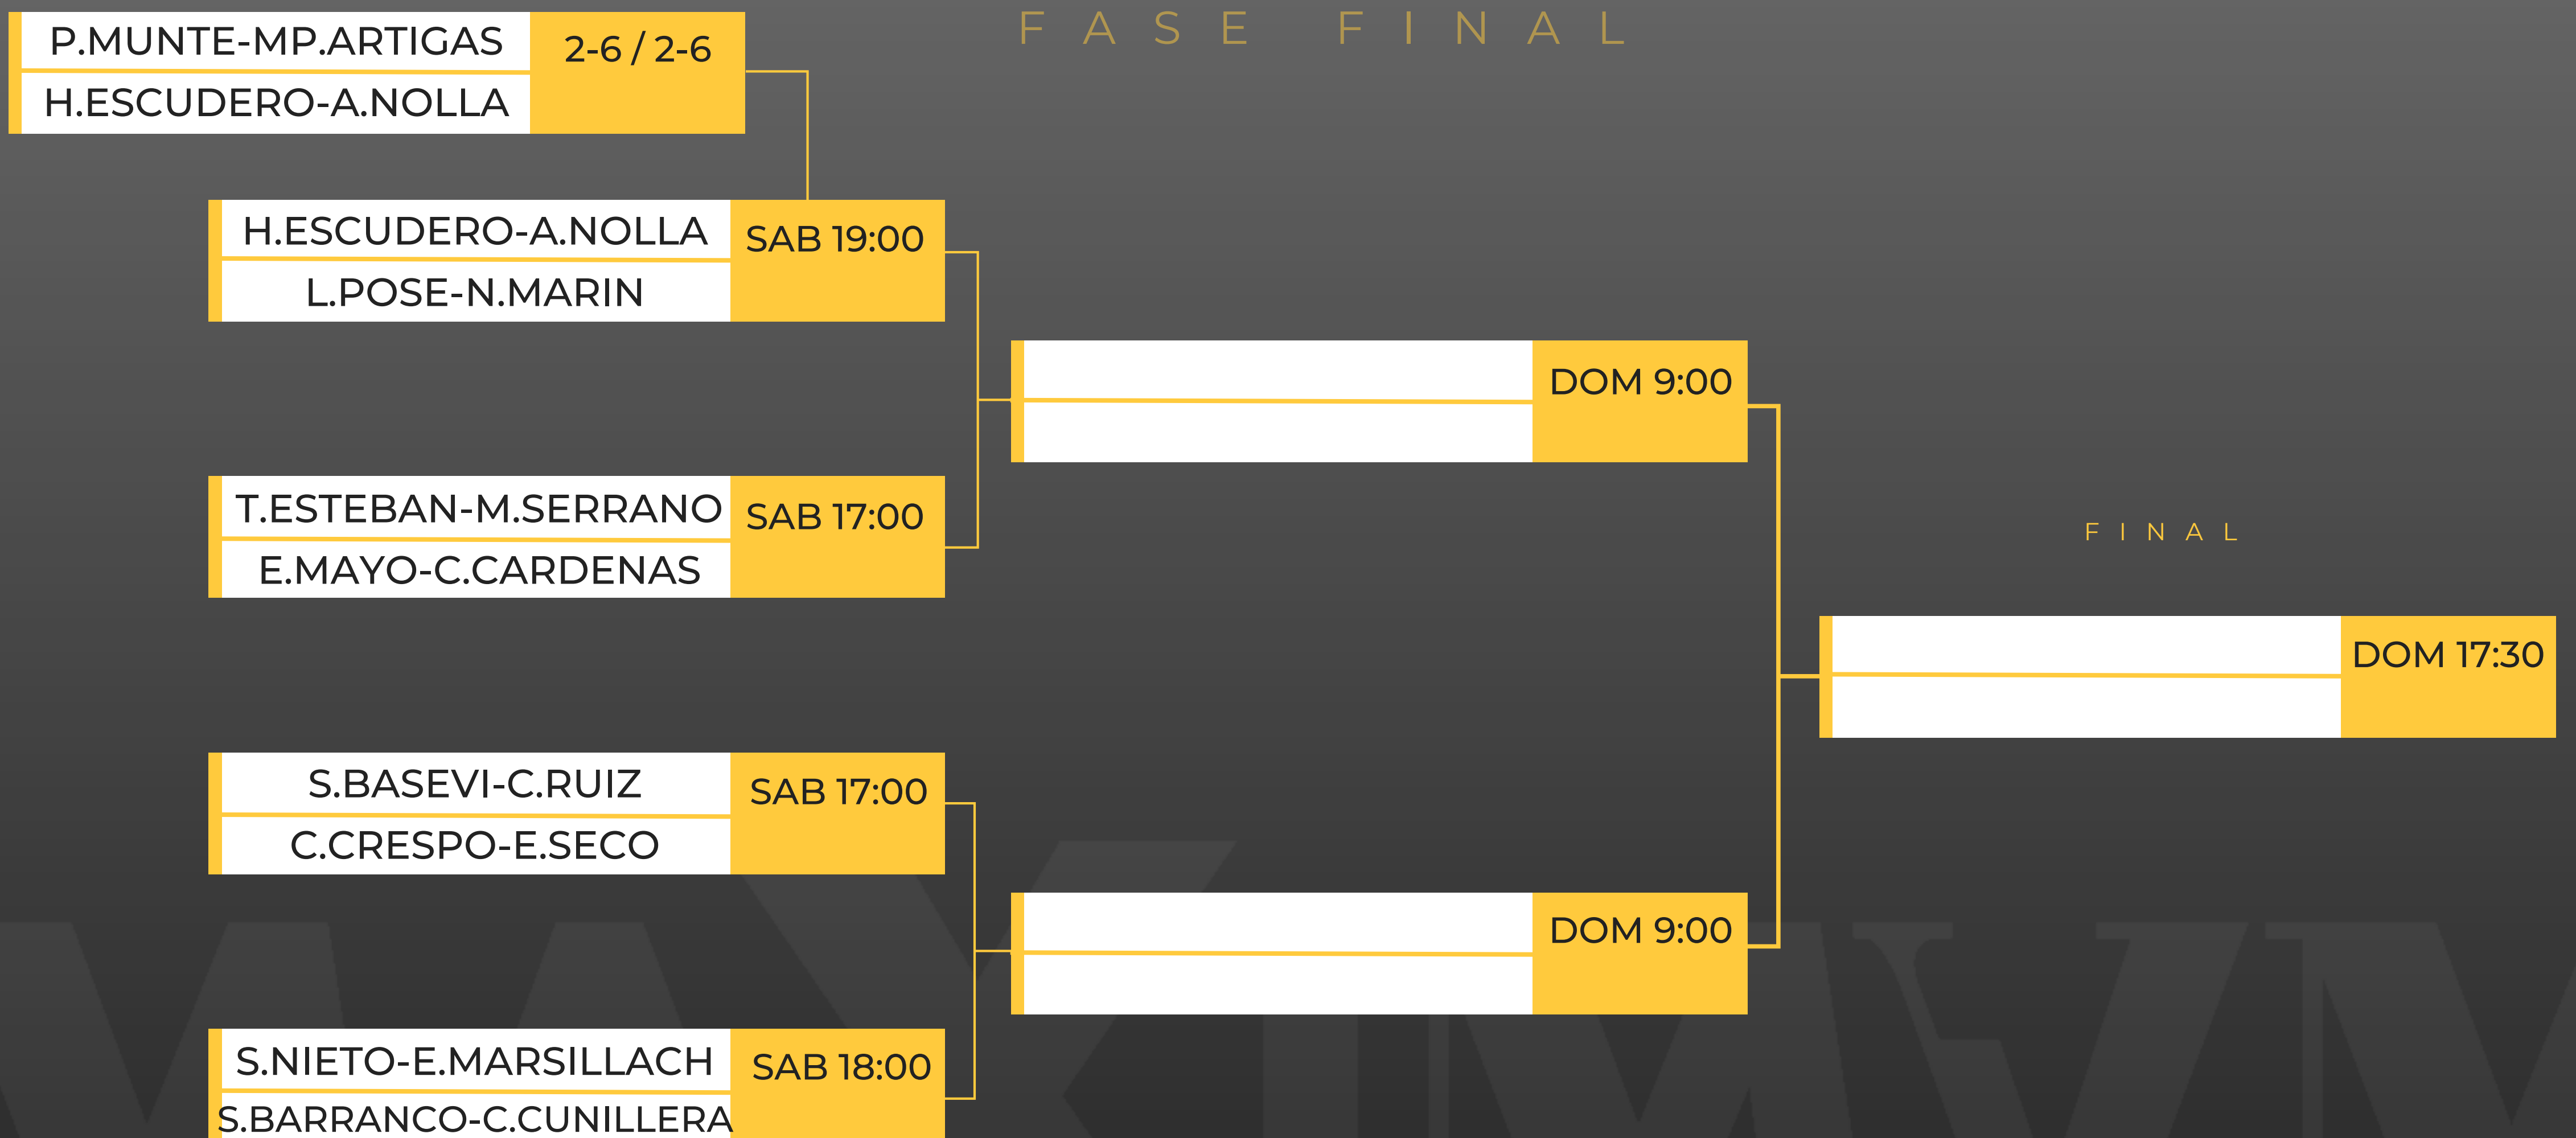 FASE FINAL
P.MUNTE-MP.ARTIGAS
2-6 / 2-6
H.ESCUDERO-A.NOLLA
H.ESCUDERO-A.NOLLA
SAB 19:00
L.POSE-N.MARIN
DOM 9:00
T.ESTEBAN-M.SERRANO
SAB 17:00
E.MAYO-C.CARDENAS
FINAL
DOM 17:30
S.BASEVI-C.RUIZ
SAB 17:00
C.CRESPO-E.SECO
DOM 9:00
S.NIETO-E.MARSILLACH
SAB 18:00
S.BARRANCO-C.CUNILLERA